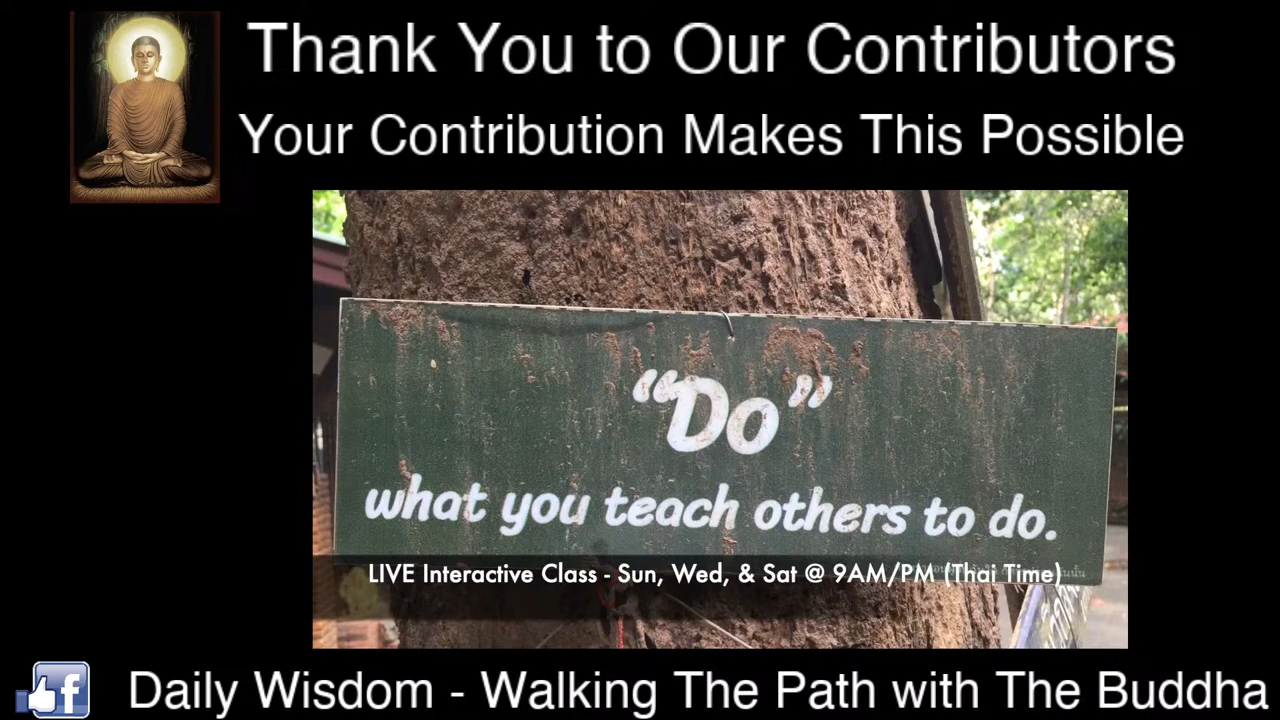 Thank You to Our Contributors
Your Contribution Makes This Possible
“Do”
what you teach others to do.
LIVE Interactive Class - Sun, Wed, & Sat @ 9AM/PM (Thai Time)
Daily Wisdom - Walking The Path with The Buddha